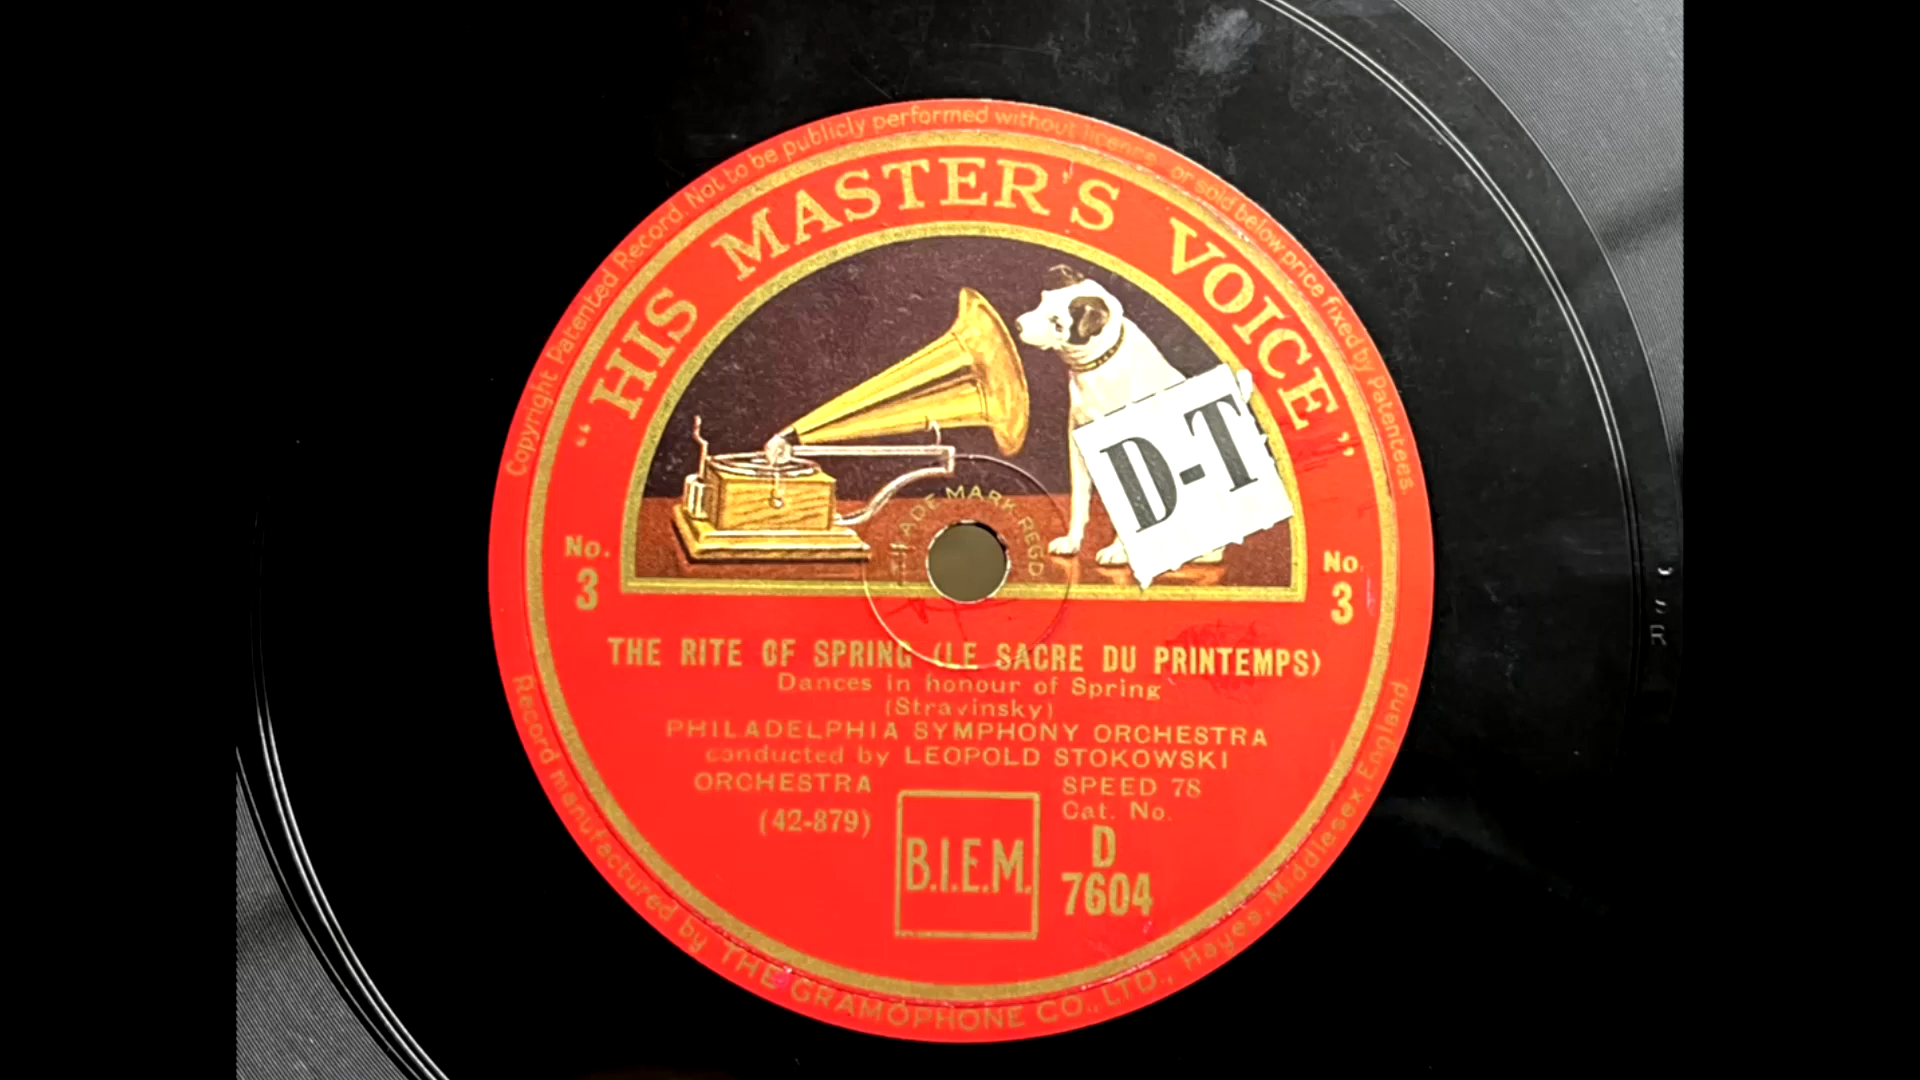 Copyright Patented Record. Not to be publicly performed without licence or sold below price fixed by Patentees.
“HIS MASTER'S VOICE”
D-T
TRADE MARK REGD
No. 3
No. 3
THE RITE OF SPRING (LE SACRE DU PRINTEMPS)
Dances in honour of Spring
(Stravinsky)
PHILADELPHIA SYMPHONY ORCHESTRA
conducted by LEOPOLD STOKOWSKI
ORCHESTRA
SPEED 78
(42-879)
Cat. No.
D
7604
B.I.E.M.
Record manufactured by THE GRAMOPHONE CO., LTD., Hayes, Middlesex, England
R